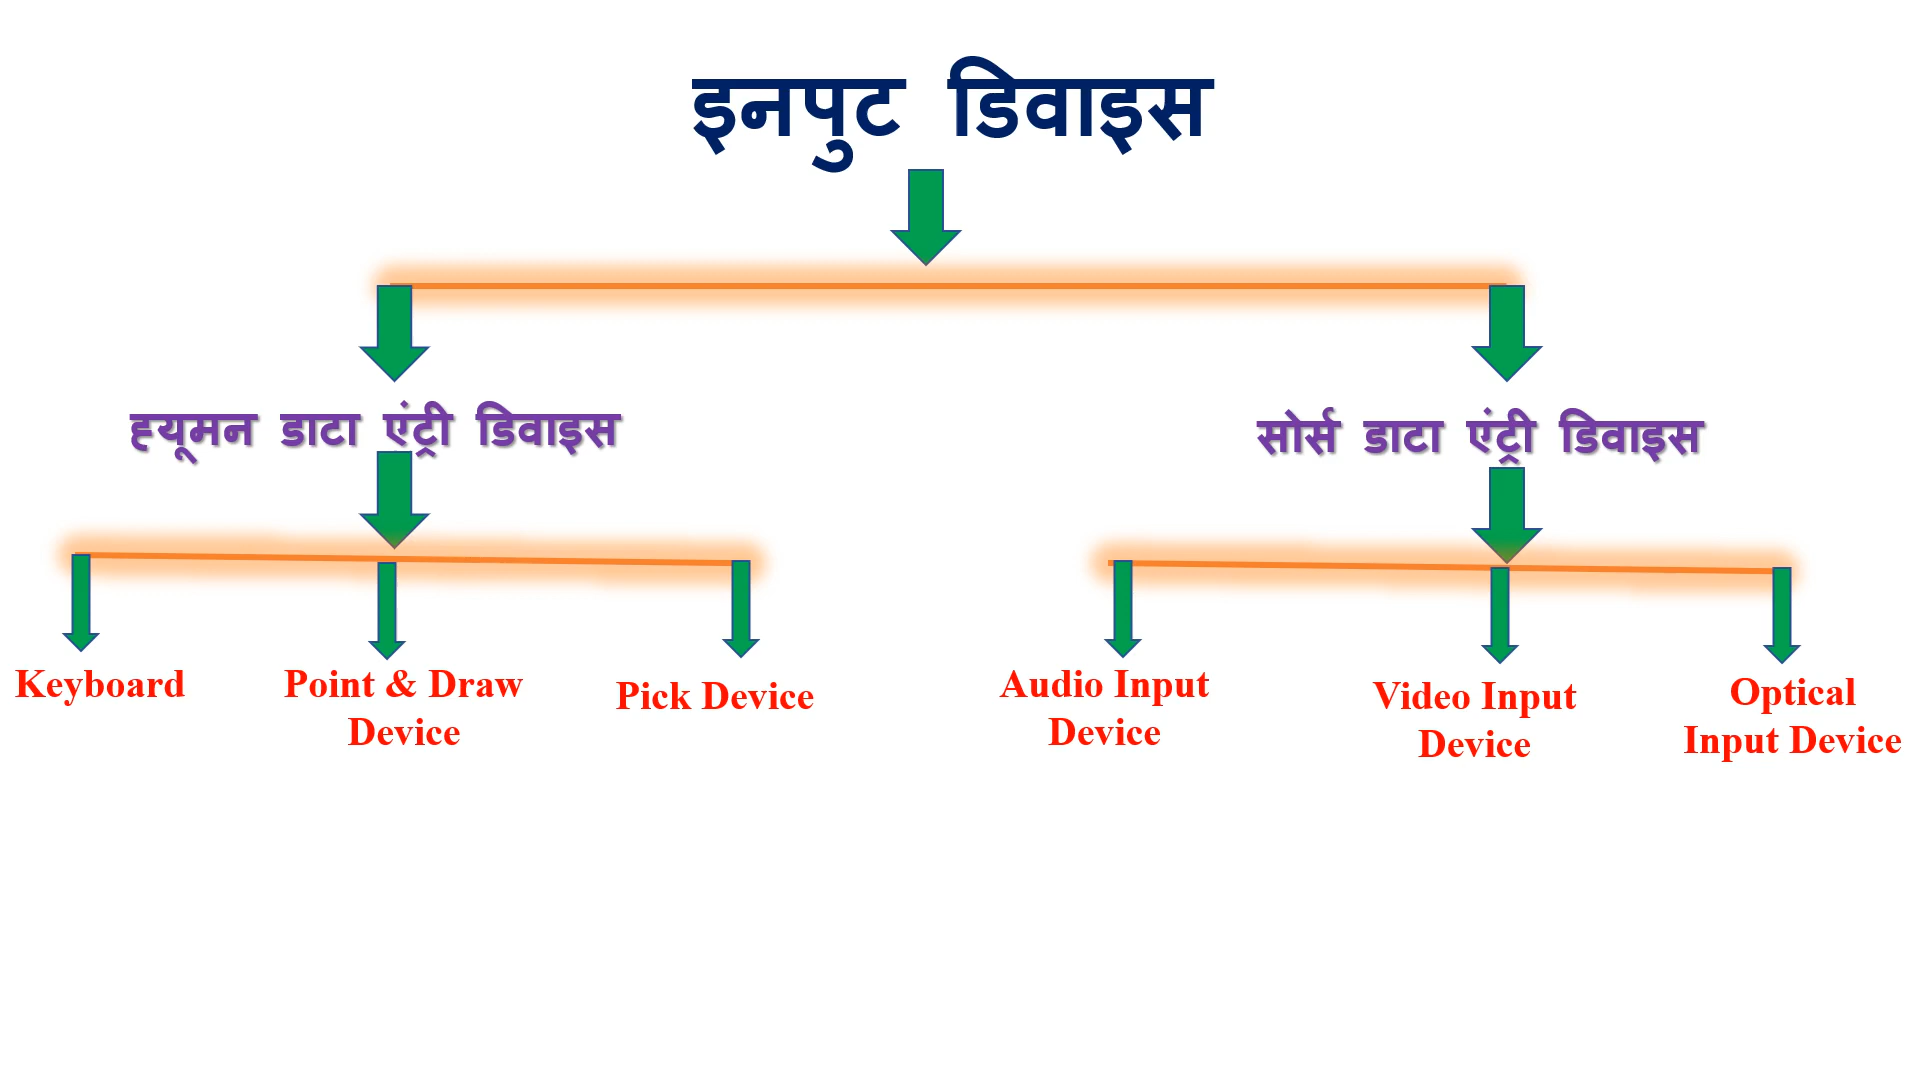 इनपुट डिवाइस
ह्यूमन डाटा एंट्री डिवाइस
सोर्स डाटा एंट्री डिवाइस
Keyboard
Point & Draw
Device
Pick Device
Audio Input
Device
Video Input
Device
Optical
Input Device